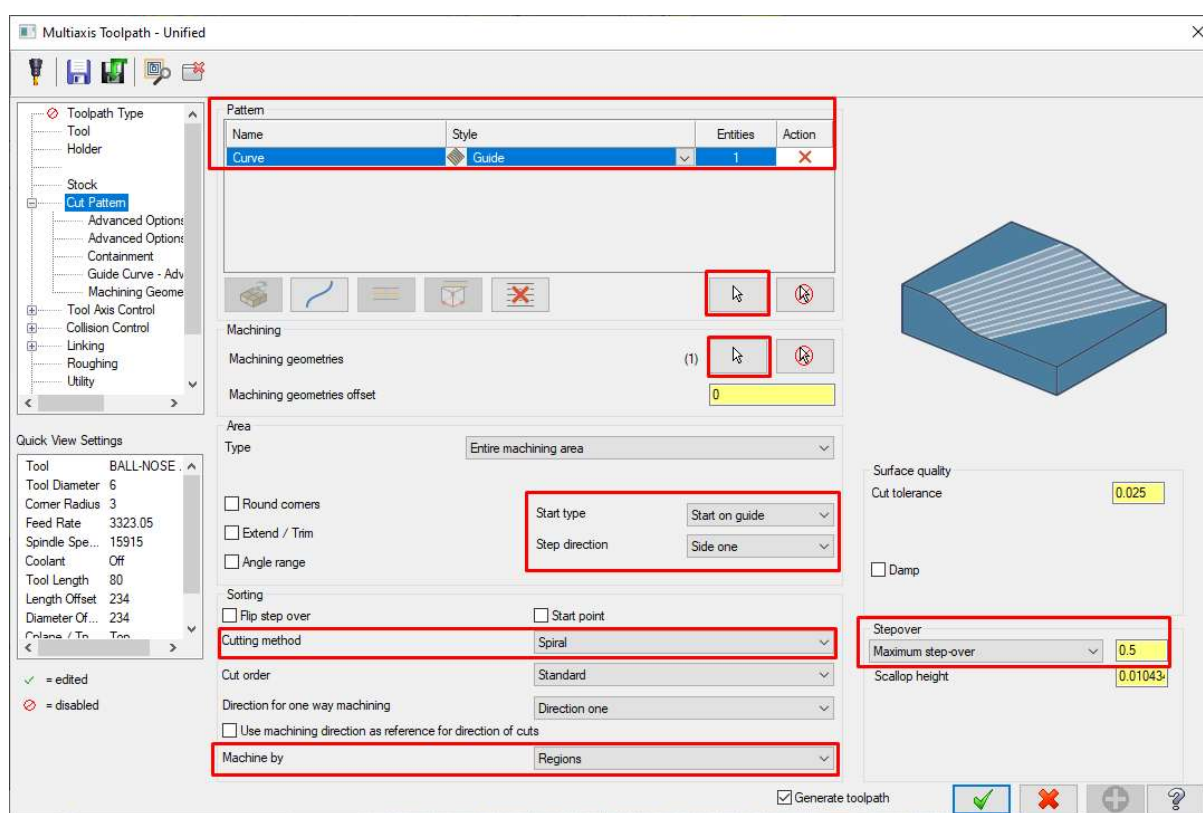 Multiaxis Toolpath - Unified
Toolpath Type
Tool
Holder
Stock
Cut Pattern
Advanced Options
Advanced Options
Containment
Guide Curve - Adv
Machining Geome
Tool Axis Control
Collision Control
Linking
Roughing
Utility
Quick View Settings
Tool BALL-NOSE .
Tool Diameter 6
Corner Radius 3
Feed Rate 3323.05
Spindle Spe... 15915
Coolant Off
Tool Length 80
Length Offset 234
Diameter Of... 234
Cplane / Tp Top
= edited
= disabled
Pattern
Name Style Entities Action
Curve Guide 1
Machining
Machining geometries (1)
Machining geometries offset 0
Area
Type Entire machining area
Round corners
Extend / Trim
Angle range
Start type Start on guide
Step direction Side one
Sorting
Flip step over Start point
Cutting method Spiral
Cut order Standard
Direction for one way machining Direction one
Use machining direction as reference for direction of cuts
Machine by Regions
Surface quality
Cut tolerance 0.025
Damp
Stepover
Maximum step-over 0.5
Scallop height 0.01043
Generate toolpath